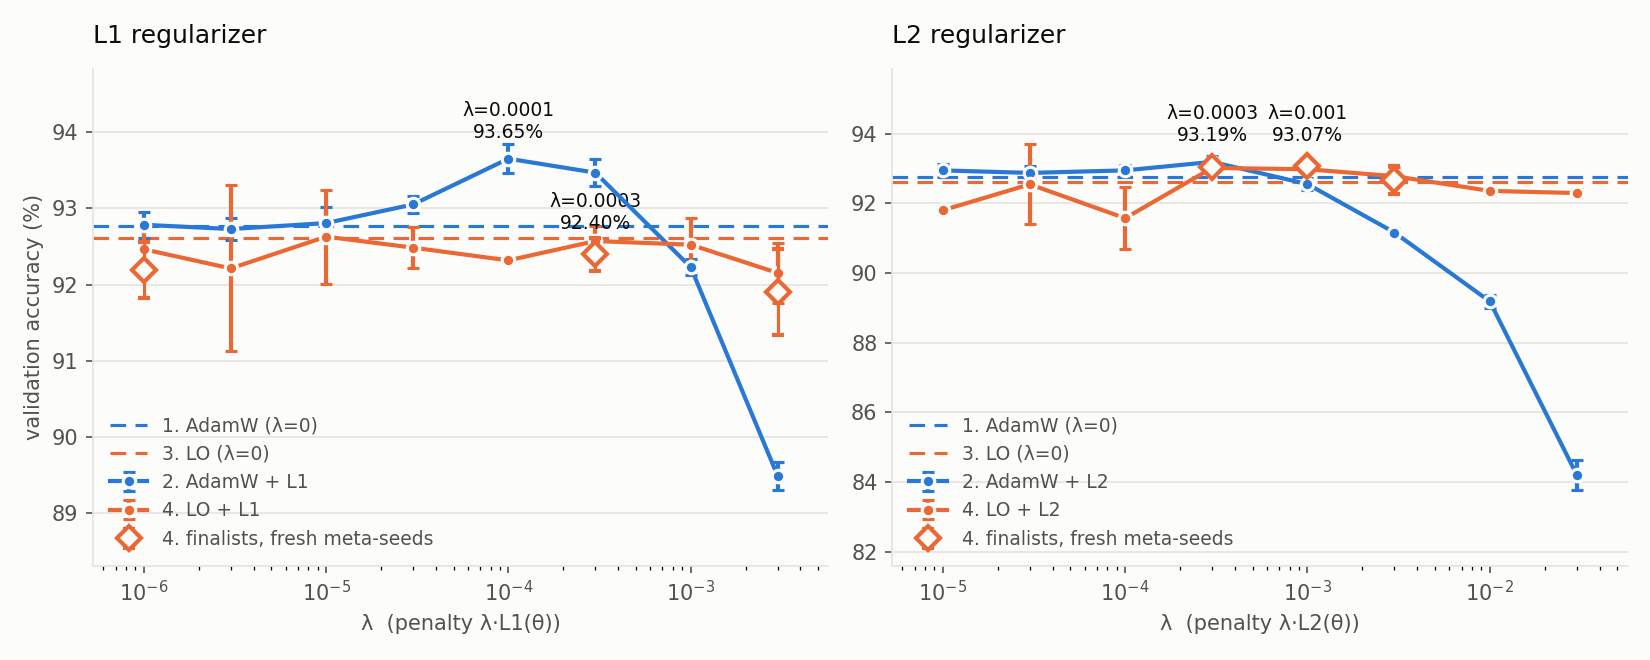 L1 regularizer
λ=0.0001
93.65%
λ=0.0003
92.40%
94
93
92
91
90
89
validation accuracy (%)
1. AdamW (λ=0)
3. LO (λ=0)
2. AdamW + L1
4. LO + L1
4. finalists, fresh meta-seeds
10⁻⁶ 10⁻⁵ 10⁻⁴ 10⁻³
λ (penalty λ·L1(θ))
L2 regularizer
λ=0.0003 λ=0.001
93.19% 93.07%
94
92
90
88
86
84
82
1. AdamW (λ=0)
3. LO (λ=0)
2. AdamW + L2
4. LO + L2
4. finalists, fresh meta-seeds
10⁻⁵ 10⁻⁴ 10⁻³ 10⁻²
λ (penalty λ·L2(θ))